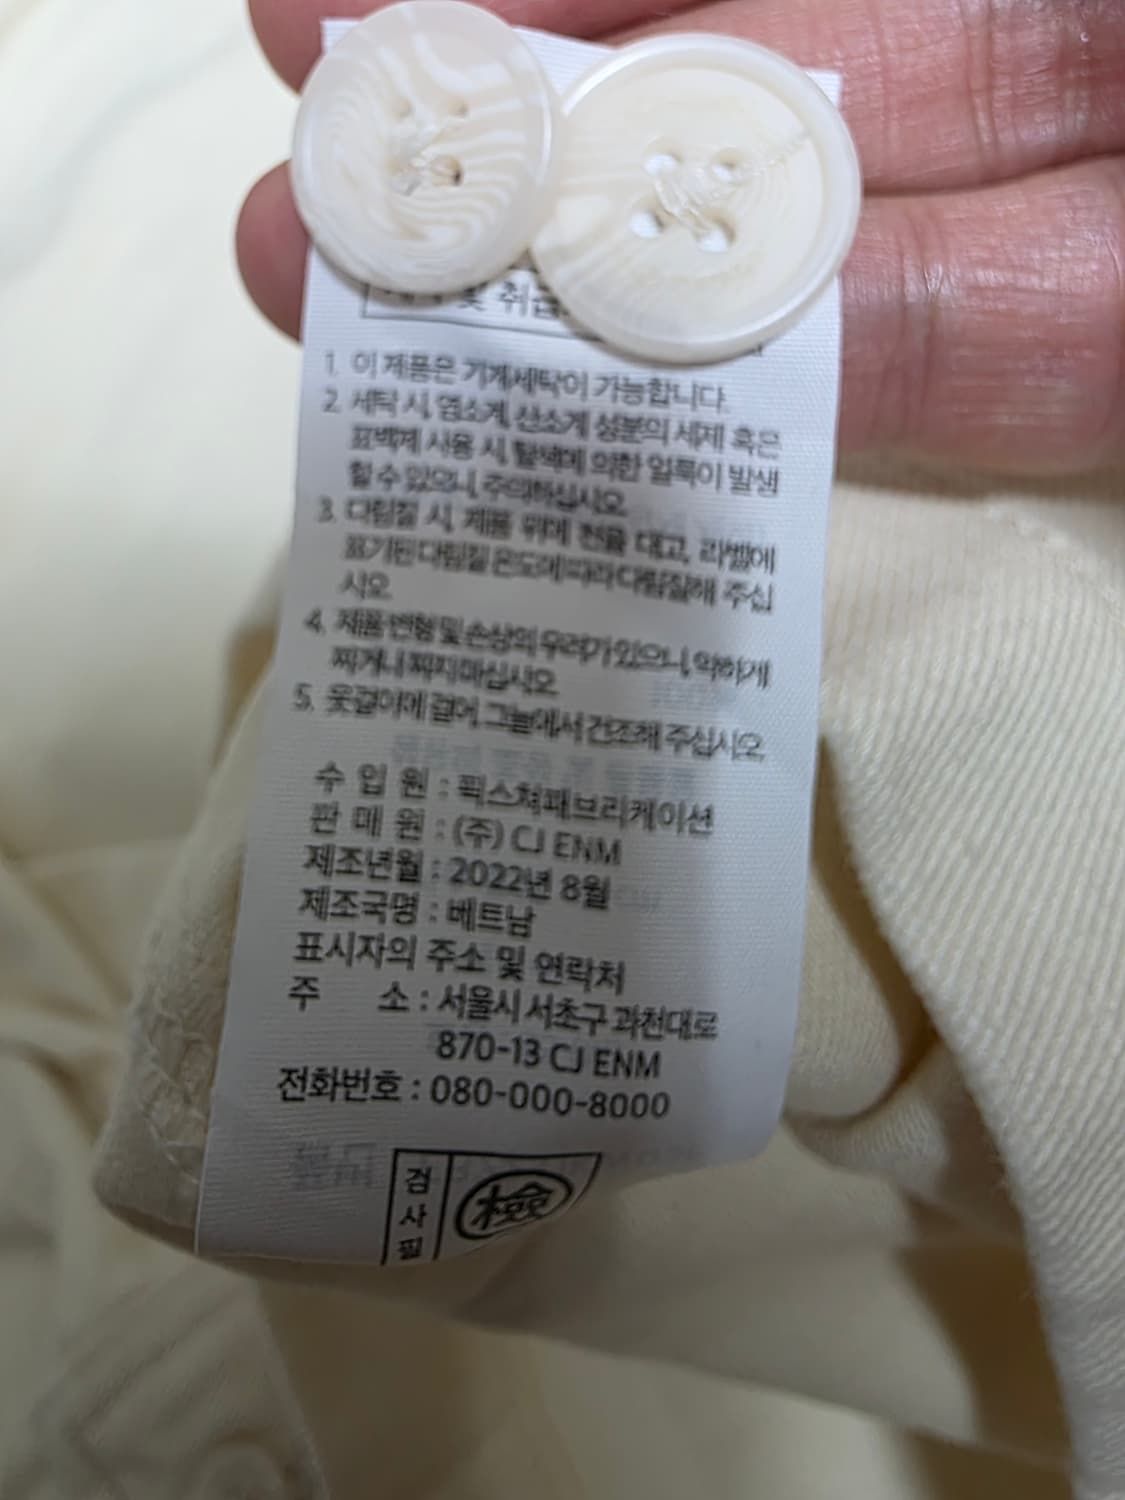 및 취급
1. 이 제품은 기계세탁이 가능합니다.
2. 세탁 시, 염소계, 산소계 성분의 세제 혹은
표백제 사용 시, 탈색에 의한 얼룩이 발생
할 수 있으니, 주의하십시오.
3. 다림질 시, 제품 위에 천을 대고, 라벨에
표기된 다림질 온도에 따라 다림질해 주십
시오.
4. 제품 변형 및 손상의 우려가 있으니, 약하게
짜거나 짜지 마십시오.
5. 옷걸이에 걸어, 그늘에서 건조해 주십시오.
수 입 원 : 픽스쳐패브리케이션
판 매 원 : (주) CJ ENM
제조년월 : 2022년 8월
제조국명 : 베트남
표시자의 주소 및 연락처
주 소 : 서울시 서초구 과천대로
870-13 CJ ENM
전화번호 : 080-000-8000
검 檢
사
필